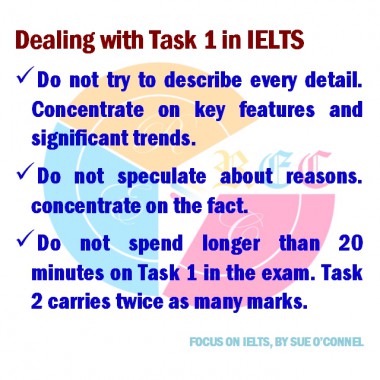 Dealing with Task 1 in IELTS
✓Do not try to describe every detail.
Concentrate on key features and
significant trends.
✓Do not speculate about reasons.
concentrate on the fact.
✓Do not spend longer than 20
minutes on Task 1 in the exam. Task
2 carries twice as many marks.
FOCUS ON IELTS, BY SUE O'CONNEL